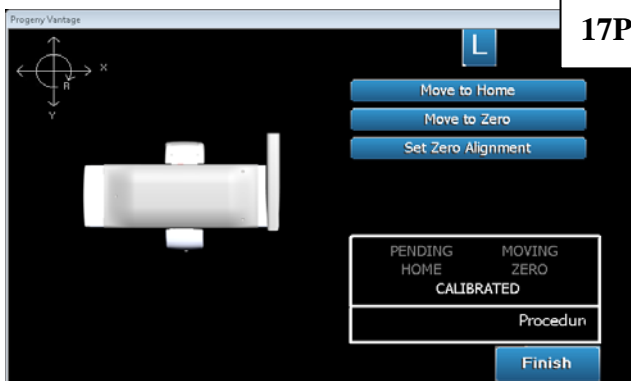 Progeny Vantage
17P
L
X
R
Y
Move to Home
Move to Zero
Set Zero Alignment
PENDING MOVING
HOME ZERO
CALIBRATED
Procedun
Finish